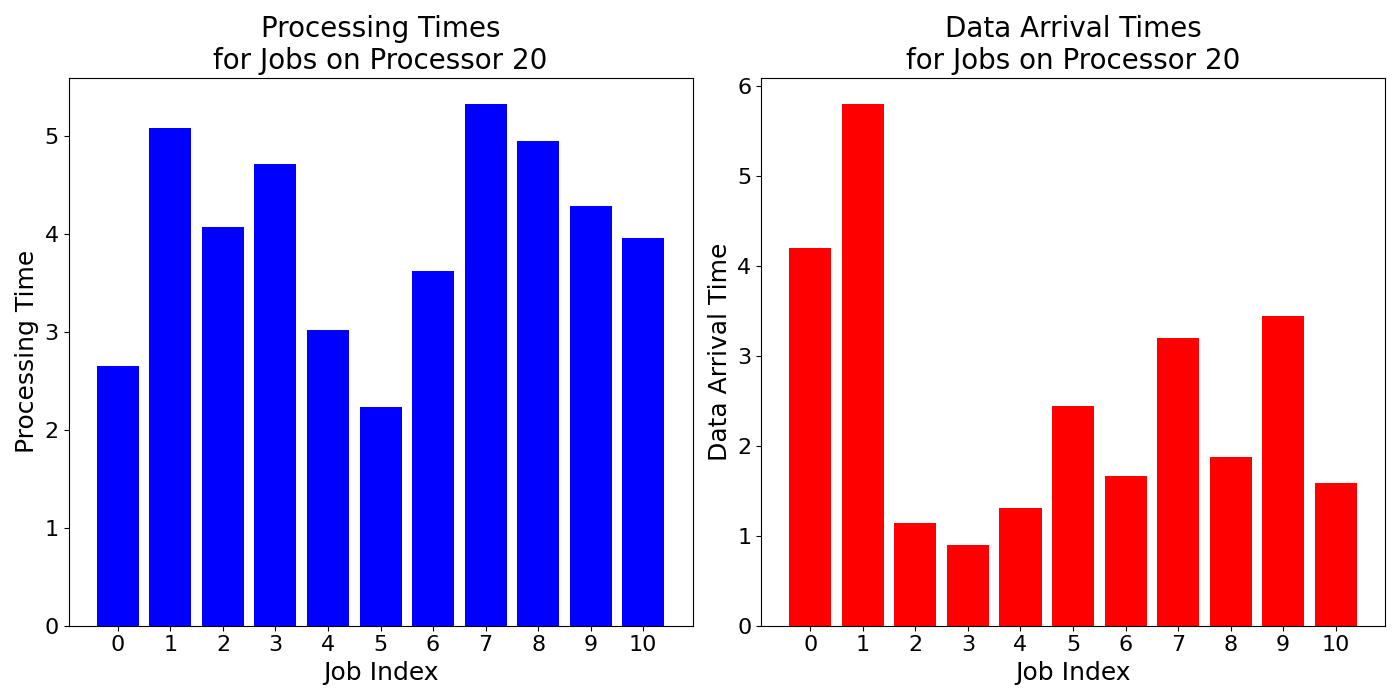 Processing Times
for Jobs on Processor 20
Processing Time
5
4
3
2
1
0
0 1 2 3 4 5 6 7 8 9 10
Job Index
Data Arrival Times
for Jobs on Processor 20
Data Arrival Time
6
5
4
3
2
1
0
0 1 2 3 4 5 6 7 8 9 10
Job Index